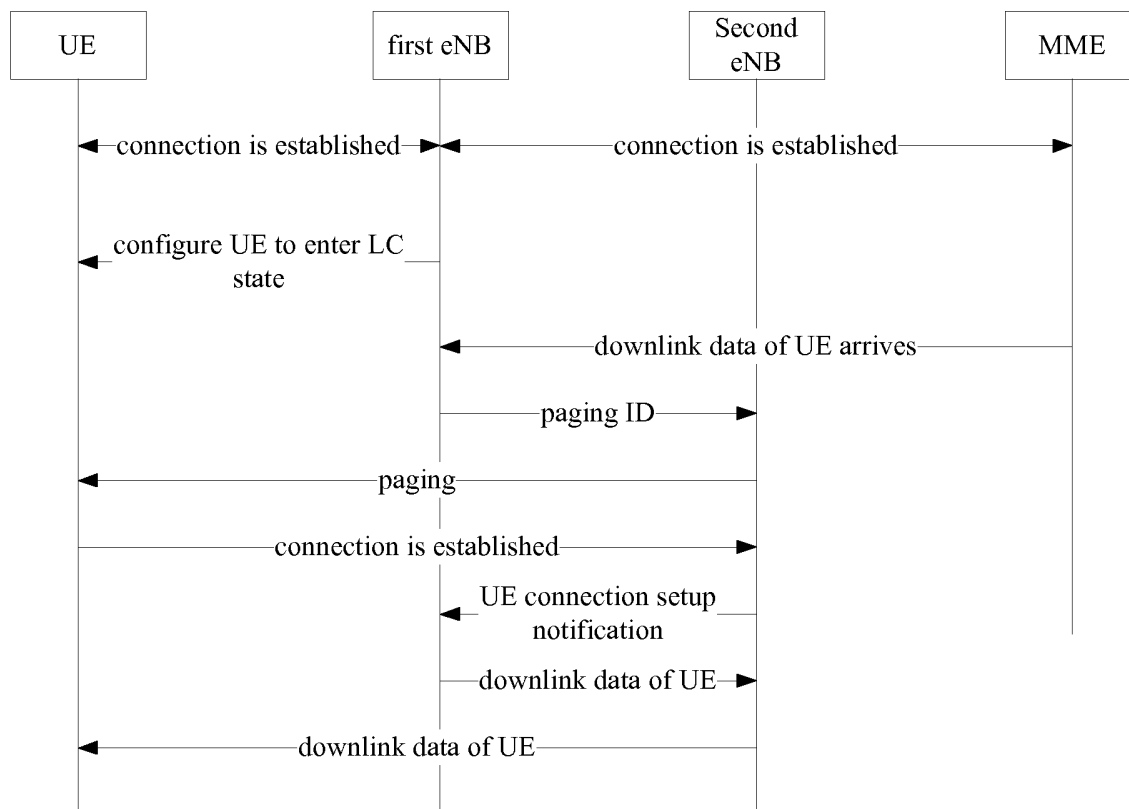 UE
first eNB
Second
eNB
MME
connection is established
connection is established
configure UE to enter LC
state
downlink data of UE arrives
paging ID
paging
connection is established
UE connection setup
notification
downlink data of UE
downlink data of UE